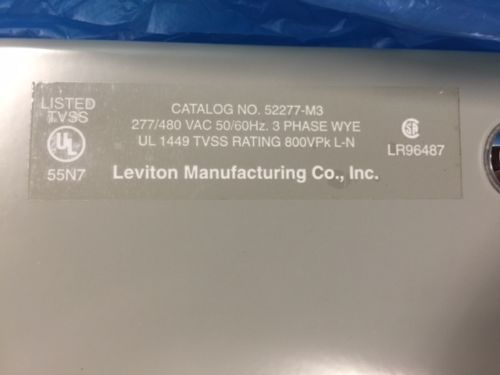 LISTED
TVSS
UL
55N7
CATALOG NO. 52277-M3
277/480 VAC 50/60Hz. 3 PHASE WYE
UL 1449 TVSS RATING 800VPk L-N
Leviton Manufacturing Co., Inc.
LR96487